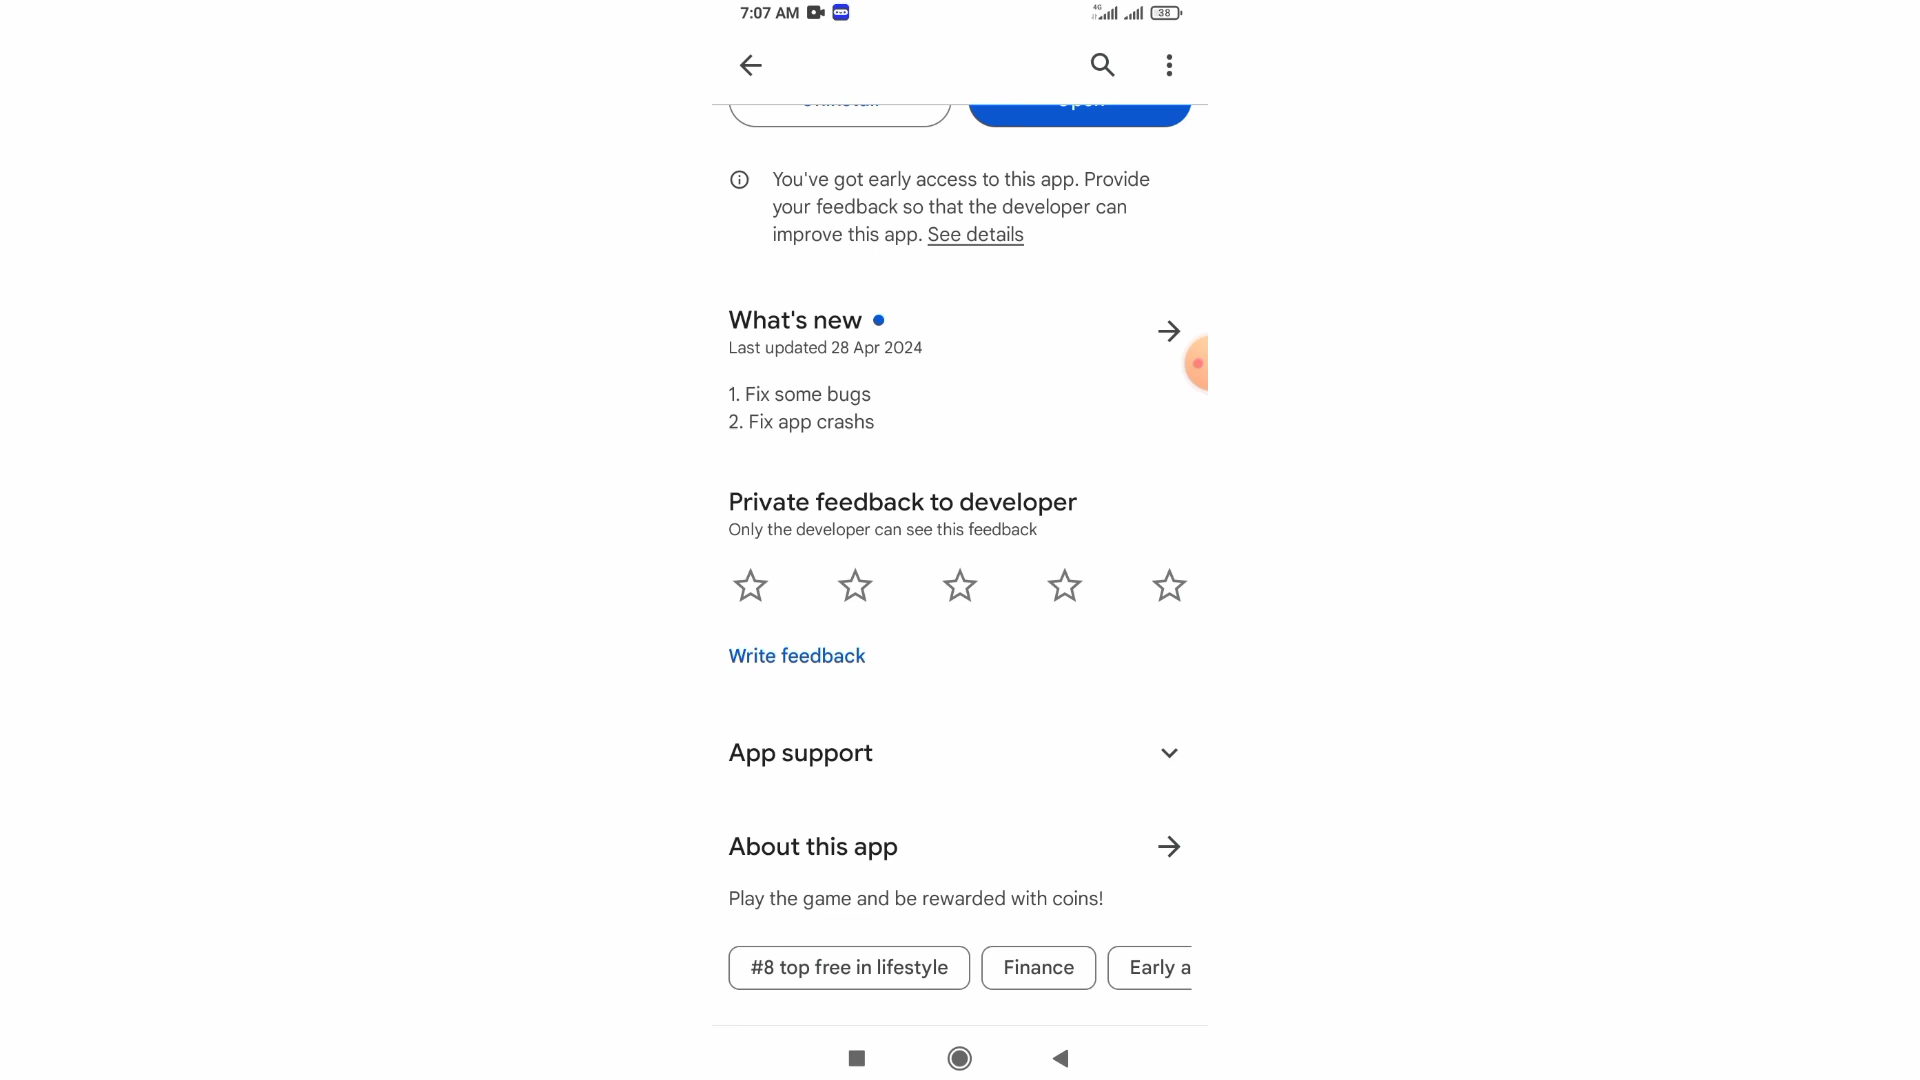 7:07 AM
4G
38
You've got early access to this app. Provide
your feedback so that the developer can
improve this app. See details
What's new
Last updated 28 Apr 2024
1. Fix some bugs
2. Fix app crashs
Private feedback to developer
Only the developer can see this feedback
Write feedback
App support
About this app
Play the game and be rewarded with coins!
#8 top free in lifestyle
Finance
Early a